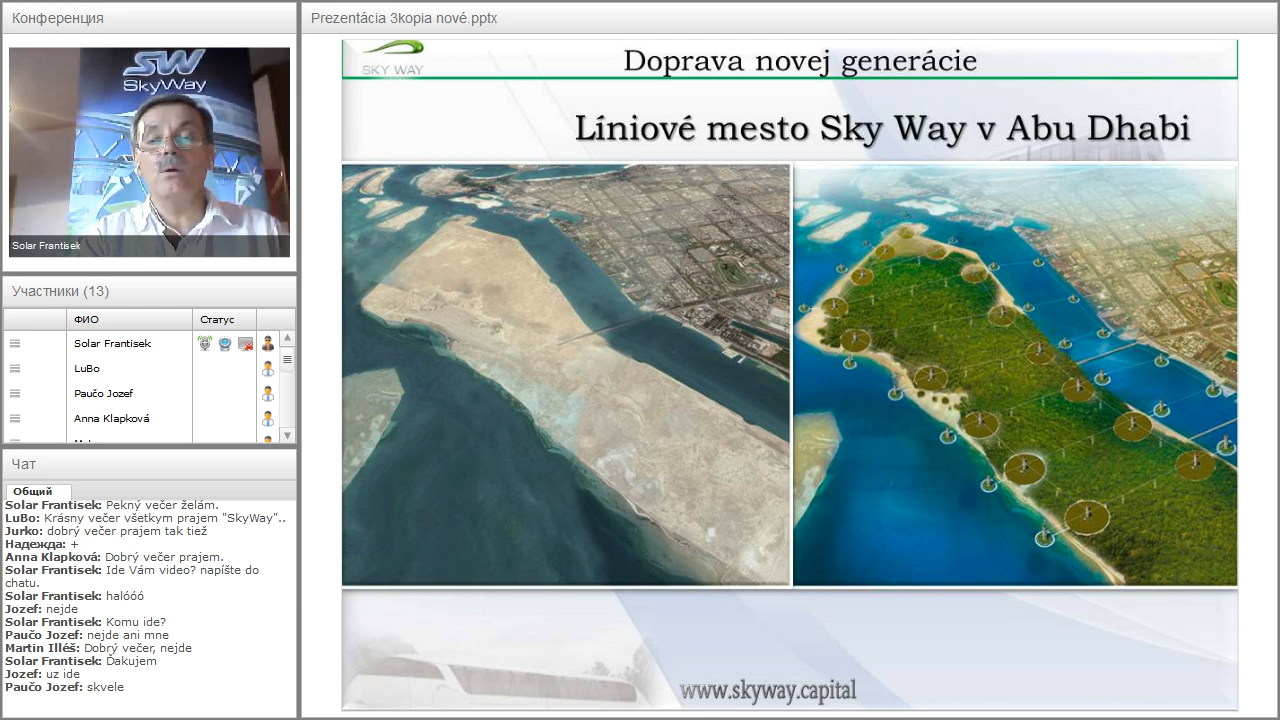 Конференция
SW
SkyWay
Solar Frantisek
Участники (13)
ФИО
Статус
Solar Frantisek
LuBo
Paučo Jozef
Anna Klapková
Чат
Общий
Solar Frantisek: Pekný večer želám.
LuBo: Krásny večer všetkym prajem "SkyWay"..
Jurko: dobrý večer prajem tak tiež
Надежда: +
Anna Klapková: Dobrý večer prajem.
Solar Frantisek: Ide Vám video? napíšte do
chatu.
Solar Frantisek: halóóó
Jozef: nejde
Solar Frantisek: Komu ide?
Paučo Jozef: nejde ani mne
Martin Illéš: Dobrý večer, nejde
Solar Frantisek: Ďakujem
Jozef: uz ide
Paučo Jozef: skvele
Prezentácia 3kopia nové.pptx
SKY WAY
Doprava novej generácie
Líniové mesto Sky Way v Abu Dhabi
www.skyway.capital